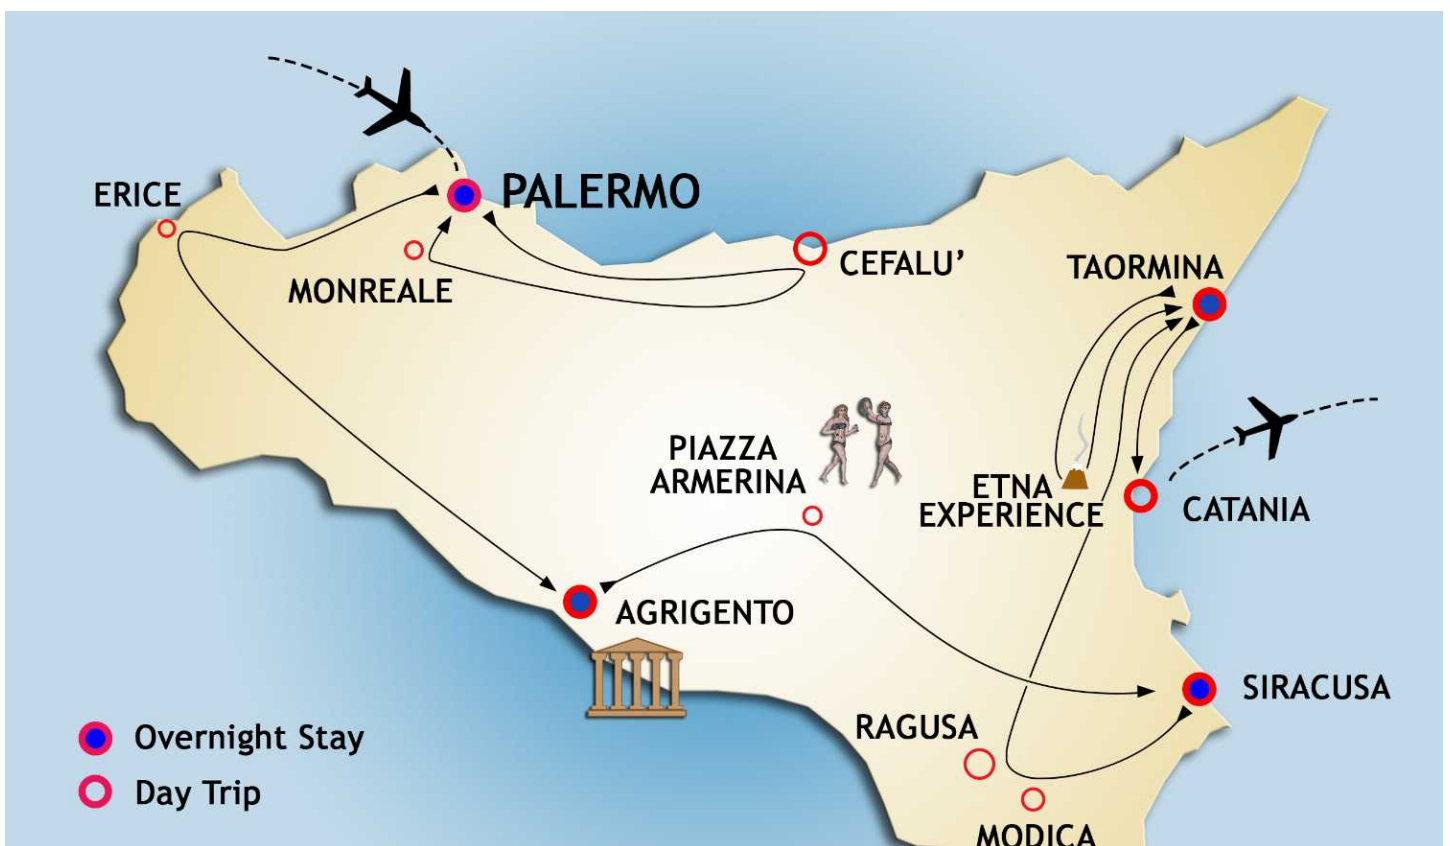 ERICE
PALERMO
MONREALE
CEFALU'
TAORMINA
PIAZZA
ARMERINA
ETNA
EXPERIENCE
CATANIA
AGRIGENTO
SIRACUSA
RAGUSA
Overnight Stay
Day Trip
MODICA